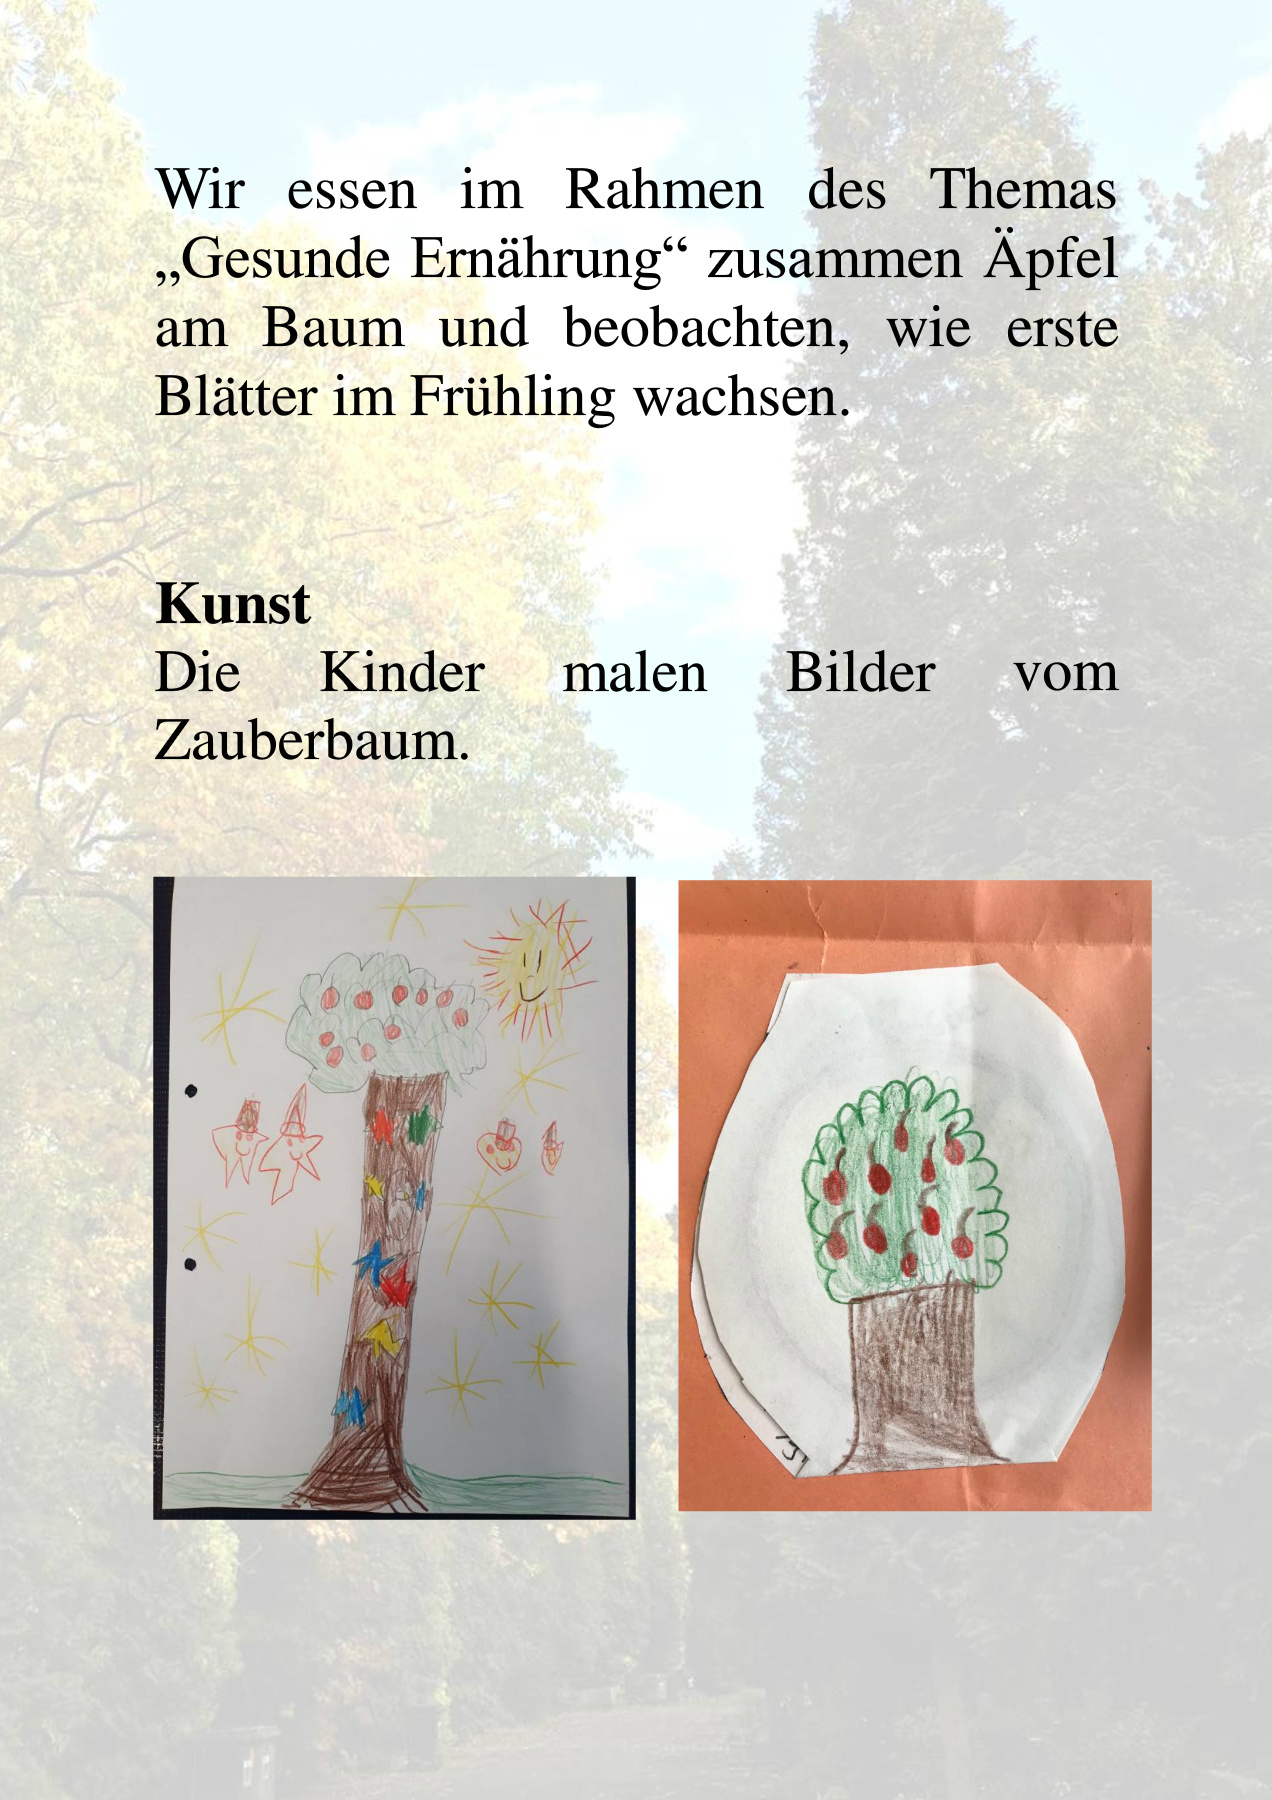 Wir essen im Rahmen des Themas
„Gesunde Ernährung“ zusammen Äpfel
am Baum und beobachten, wie erste
Blätter im Frühling wachsen.
Kunst
Die Kinder malen Bilder vom
Zauberbaum.